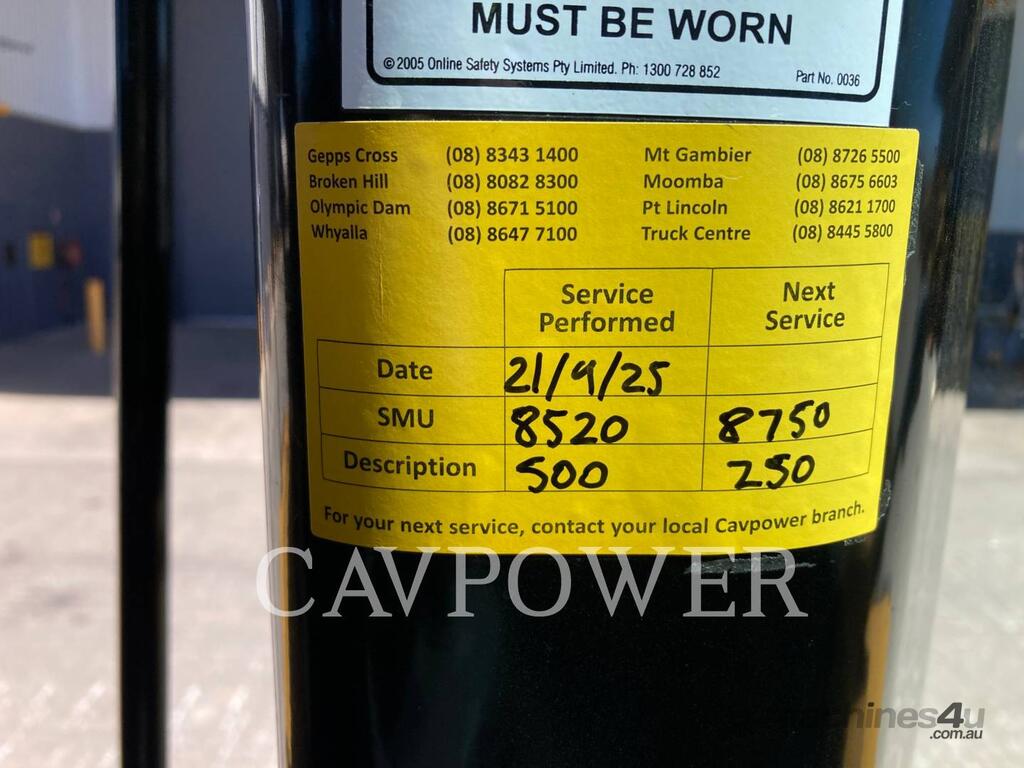 MUST BE WORN
© 2005 Online Safety Systems Pty Limited. Ph: 1300 728 852 Part No. 0036
Gepps Cross (08) 8343 1400 Mt Gambier (08) 8726 5500
Broken Hill (08) 8082 8300 Moomba (08) 8675 6603
Olympic Dam (08) 8671 5100 Pt Lincoln (08) 8621 1700
Whyalla (08) 8647 7100 Truck Centre (08) 8445 5800
Service Performed Next Service
Date 21/9/25
SMU 8520 8750
Description 500 250
For your next service, contact your local Cavpower branch.
CAVPOWER
machines4u
.com.au